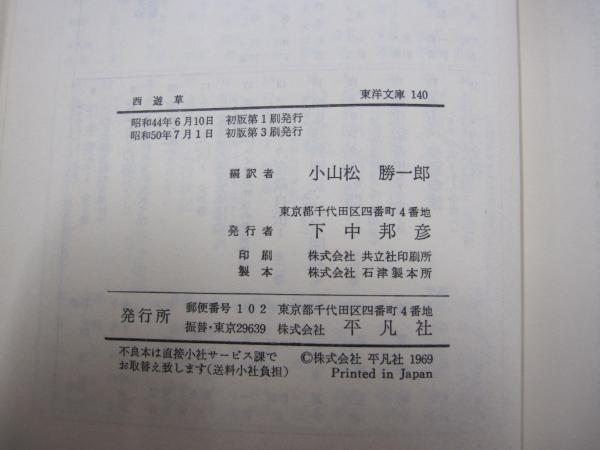 西遊草 東洋文庫 140
昭和44年6月10日 初版第1刷発行
昭和50年7月1日 初版第3刷発行
編訳者 小山松 勝一郎
東京都千代田区四番町4番地
発行者 下中邦彦
印刷 株式会社 共立社印刷所
製本 株式会社 石津製本所
発行所 郵便番号 102 東京都千代田区四番町4番地
振替・東京29639 株式会社 平凡社
不良本は直接小社サービス課で
お取替え致します(送料小社負担)
©株式会社 平凡社 1969
Printed in Japan